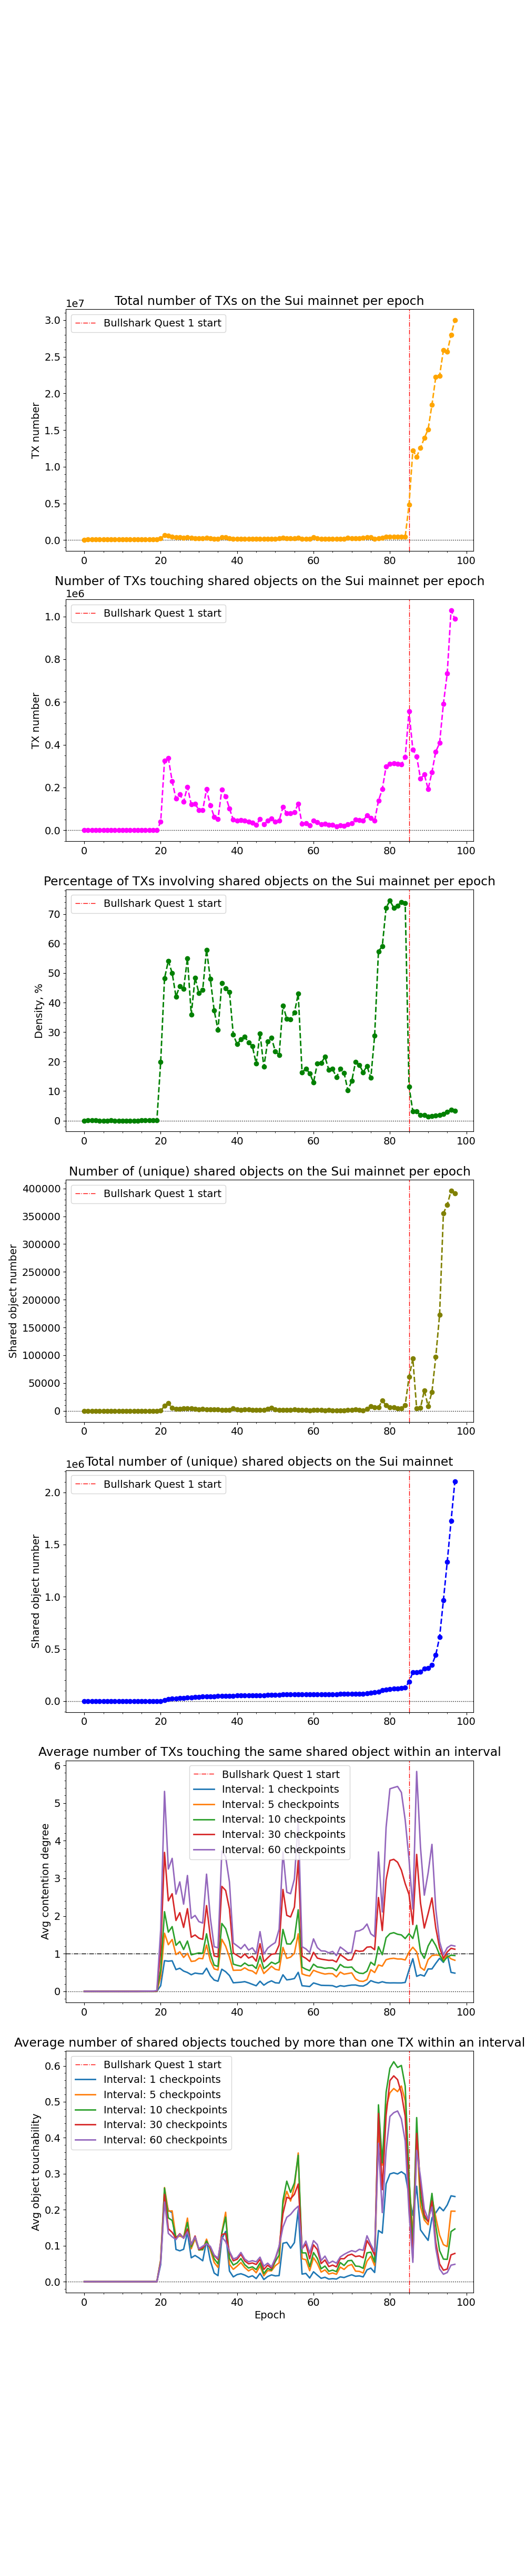 Total number of TXs on the Sui mainnet per epoch
1e7
Bullshark Quest 1 start
3.0
2.5
2.0
1.5
1.0
0.5
0.0
TX number
0 20 40 60 80 100
Number of TXs touching shared objects on the Sui mainnet per epoch
1e6
Bullshark Quest 1 start
1.0
0.8
0.6
0.4
0.2
0.0
TX number
0 20 40 60 80 100
Percentage of TXs involving shared objects on the Sui mainnet per epoch
Bullshark Quest 1 start
70
60
50
40
30
20
10
0
Density, %
0 20 40 60 80 100
Number of (unique) shared objects on the Sui mainnet per epoch
Bullshark Quest 1 start
400000
350000
300000
250000
200000
150000
100000
50000
0
Shared object number
0 20 40 60 80 100
Total number of (unique) shared objects on the Sui mainnet
1e6
Bullshark Quest 1 start
2.0
1.5
1.0
0.5
0.0
Shared object number
0 20 40 60 80 100
Average number of TXs touching the same shared object within an interval
Bullshark Quest 1 start
Interval: 1 checkpoints
Interval: 5 checkpoints
Interval: 10 checkpoints
Interval: 30 checkpoints
Interval: 60 checkpoints
6
5
4
3
2
1
0
Avg contention degree
0 20 40 60 80 100
Average number of shared objects touched by more than one TX within an interval
Bullshark Quest 1 start
Interval: 1 checkpoints
Interval: 5 checkpoints
Interval: 10 checkpoints
Interval: 30 checkpoints
Interval: 60 checkpoints
0.6
0.5
0.4
0.3
0.2
0.1
0.0
Avg object touchability
0 20 40 60 80 100
Epoch